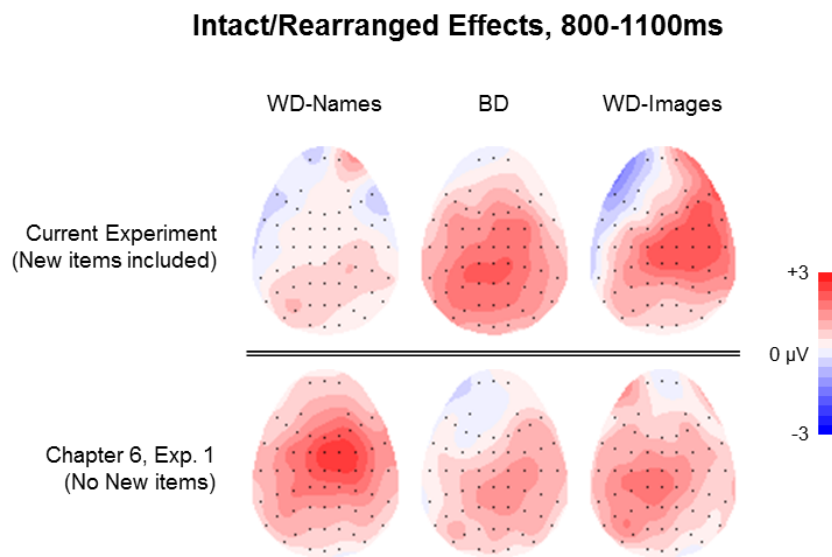 Intact/Rearranged Effects, 800-1100ms
WD-Names BD WD-Images
Current Experiment
(New items included)
+3
0 µV
-3
Chapter 6, Exp. 1
(No New items)